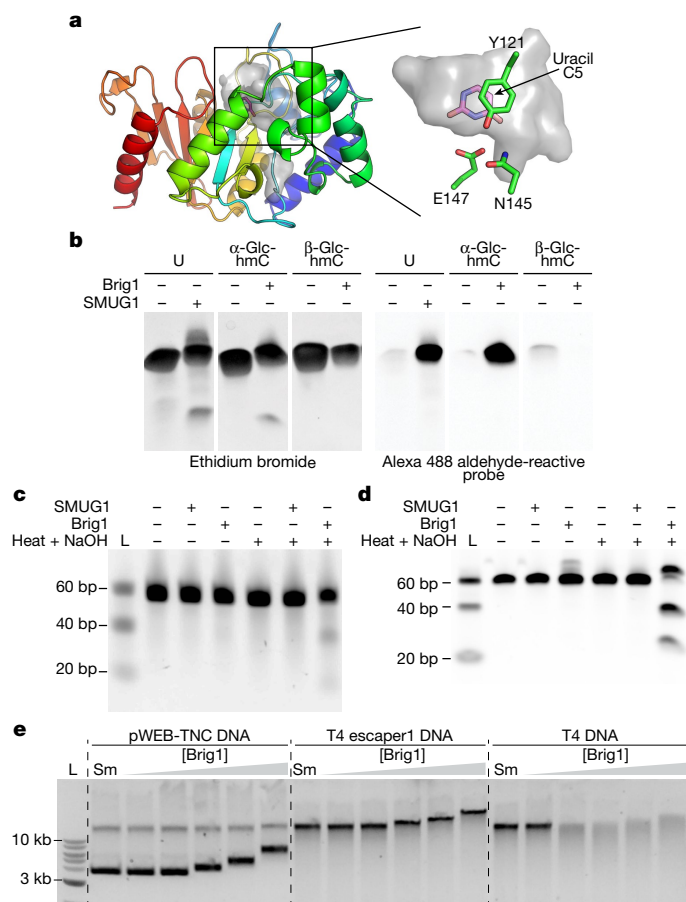 a
Y121
Uracil
C5
E147
N145
b
U
α-Glc-
hmC
β-Glc-
hmC
U
α-Glc-
hmC
β-Glc-
hmC
Brig1 – – – + – + – – – + – +
SMUG1 – + – – – – – + – – – –
Ethidium bromide
Alexa 488 aldehyde-reactive
probe
c
SMUG1 – + – – + –
Brig1 – – + – – +
Heat + NaOH L – – – + + +
60 bp
40 bp
20 bp
d
SMUG1 – + – – + –
Brig1 – – + – – +
Heat + NaOH L – – – + + +
60 bp
40 bp
20 bp
e
pWEB-TNC DNA
T4 escaper1 DNA
T4 DNA
L
Sm
[Brig1]
Sm
[Brig1]
Sm
[Brig1]
10 kb
3 kb